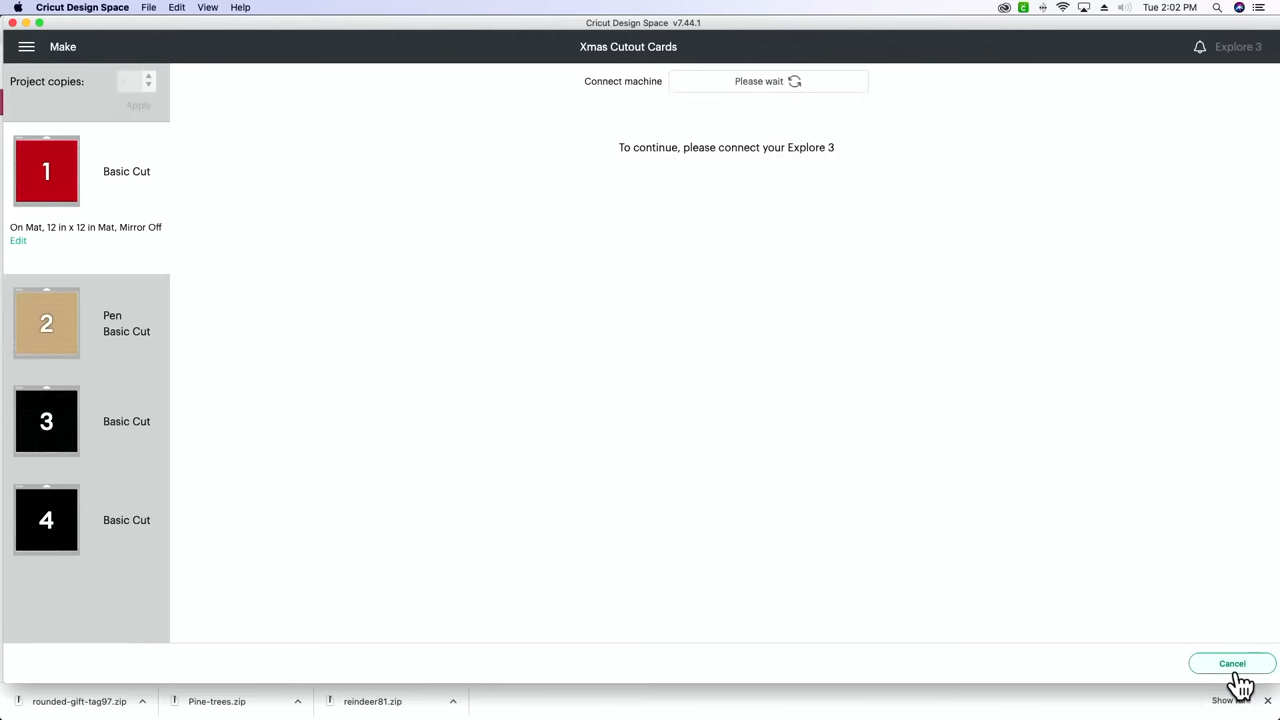 Cricut Design Space File Edit View Help Tue 2:02 PM
Cricut Design Space v7.44.1
Make Xmas Cutout Cards Explore 3
Project copies:
Apply
Connect machine Please wait
To continue, please connect your Explore 3
1 Basic Cut
On Mat, 12 in x 12 in Mat, Mirror Off
Edit
2 Pen
Basic Cut
3 Basic Cut
4 Basic Cut
Cancel
rounded-gift-tag97.zip Pine-trees.zip reindeer81.zip Show